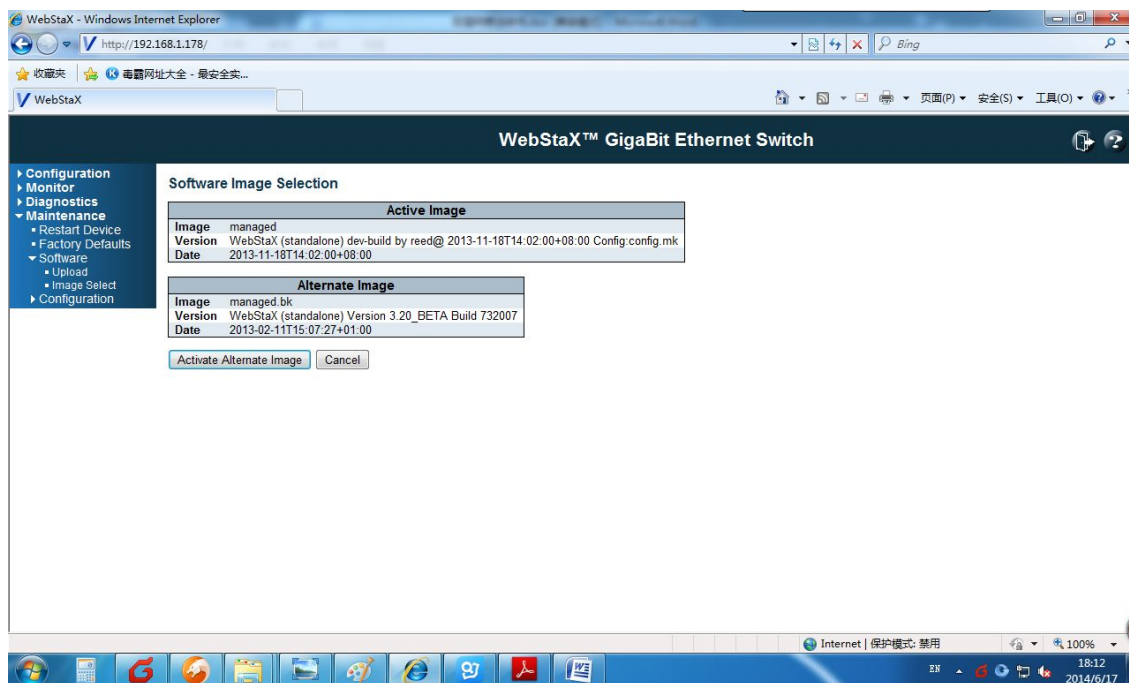 WebStaX - Windows Internet Explorer
http://192.168.1.178/
Bing
收藏夹
毒霸网址大全 - 最安全实...
WebStaX
页面(P)
安全(S)
工具(O)
WebStaX™ GigaBit Ethernet Switch
Configuration
Monitor
Diagnostics
Maintenance
Restart Device
Factory Defaults
Software
Upload
Image Select
Configuration
Software Image Selection
Active Image
Image managed
Version WebStaX (standalone) dev-build by reed@ 2013-11-18T14:02:00+08:00 Config:config.mk
Date 2013-11-18T14:02:00+08:00
Alternate Image
Image managed.bk
Version WebStaX (standalone) Version 3.20_BETA Build 732007
Date 2013-02-11T15:07:27+01:00
Activate Alternate Image Cancel
Internet | 保护模式: 禁用
100%
EN
18:12
2014/6/17